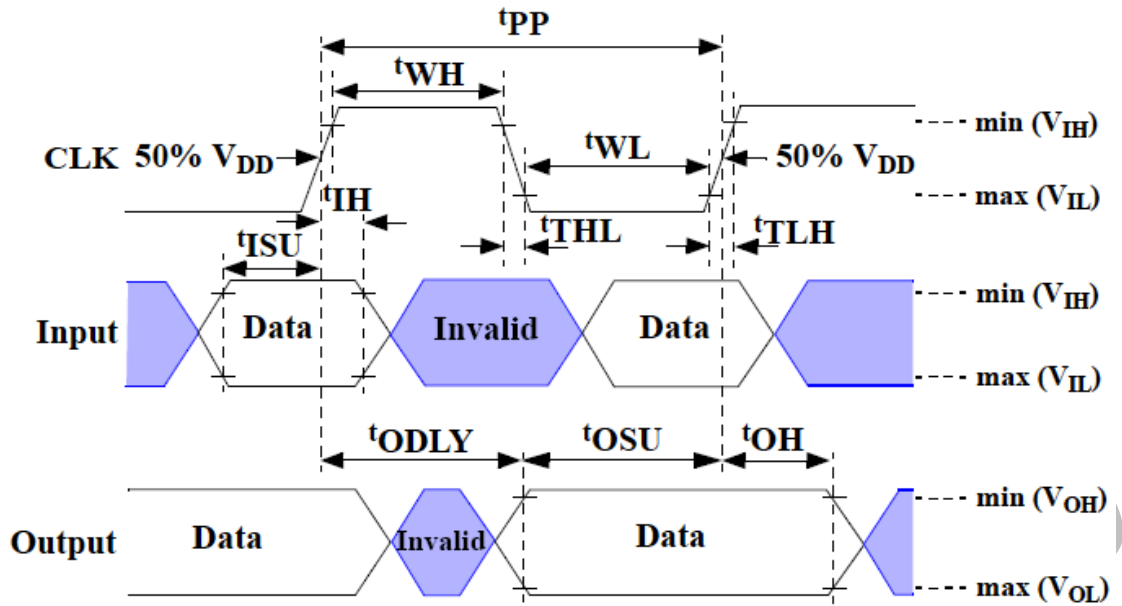 tPP
tWH
min (VIH)
CLK 50% VDD
tWL
50% VDD
max (VIL)
tIH
tTHL
tTLH
tISU
min (VIH)
Input
Data
Invalid
Data
max (VIL)
tODLY
tOSU
tOH
min (VOH)
Output
Data
Invalid
Data
max (VOL)